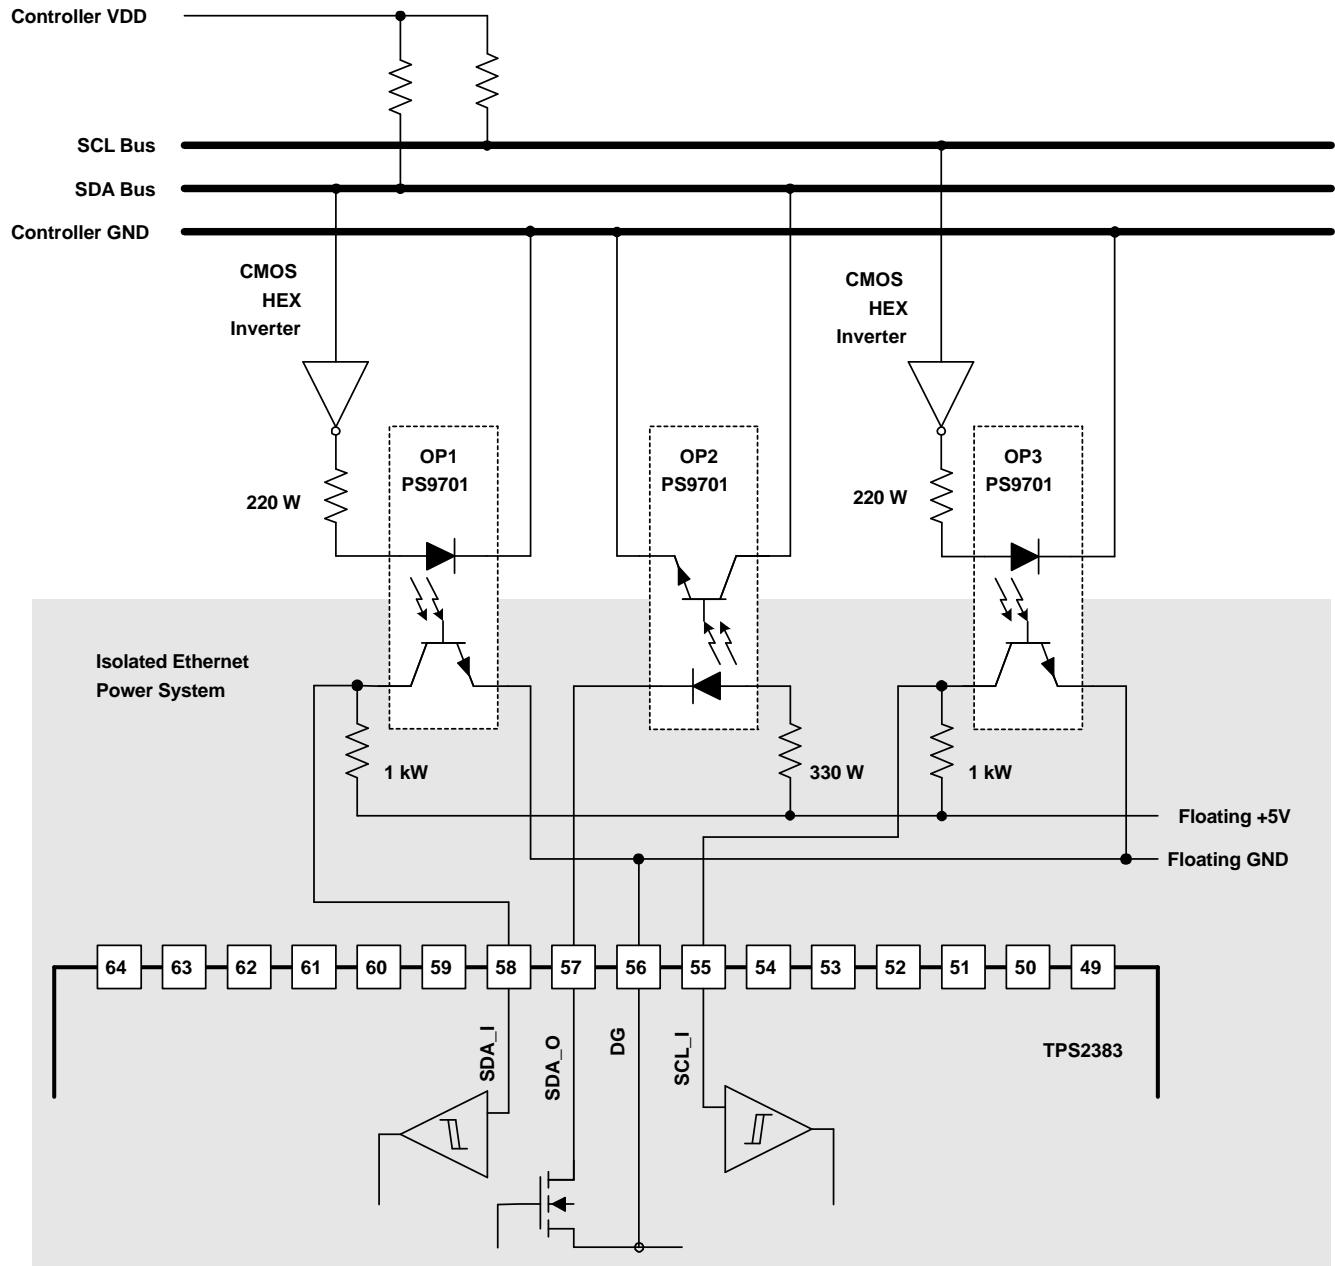 Controller VDD
SCL Bus
SDA Bus
Controller GND
CMOS
HEX
Inverter
CMOS
HEX
Inverter
OP1
PS9701
OP2
PS9701
OP3
PS9701
220 W
220 W
Isolated Ethernet
Power System
1 kW
330 W
1 kW
Floating +5V
Floating GND
64
63
62
61
60
59
58
57
56
55
54
53
52
51
50
49
SDA_I
SDA_O
DG
SCL_I
TPS2383